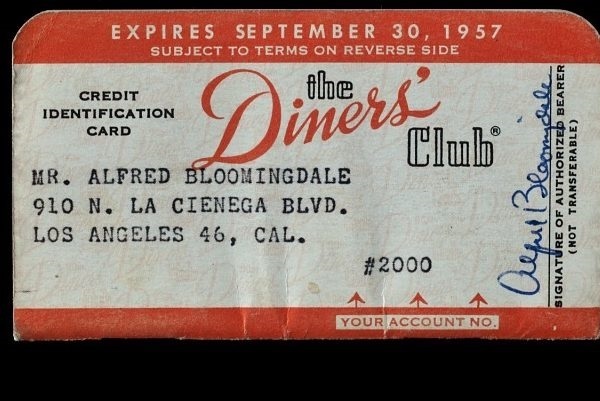 EXPIRES SEPTEMBER 30, 1957
SUBJECT TO TERMS ON REVERSE SIDE
CREDIT
IDENTIFICATION
CARD
the
Diners'
Club®
MR. ALFRED BLOOMINGDALE
910 N. LA CIENEGA BLVD.
LOS ANGELES 46, CAL.
#2000
YOUR ACCOUNT NO.
Alfred Bloomingdale
SIGNATURE OF AUTHORIZED BEARER
(NOT TRANSFERABLE)